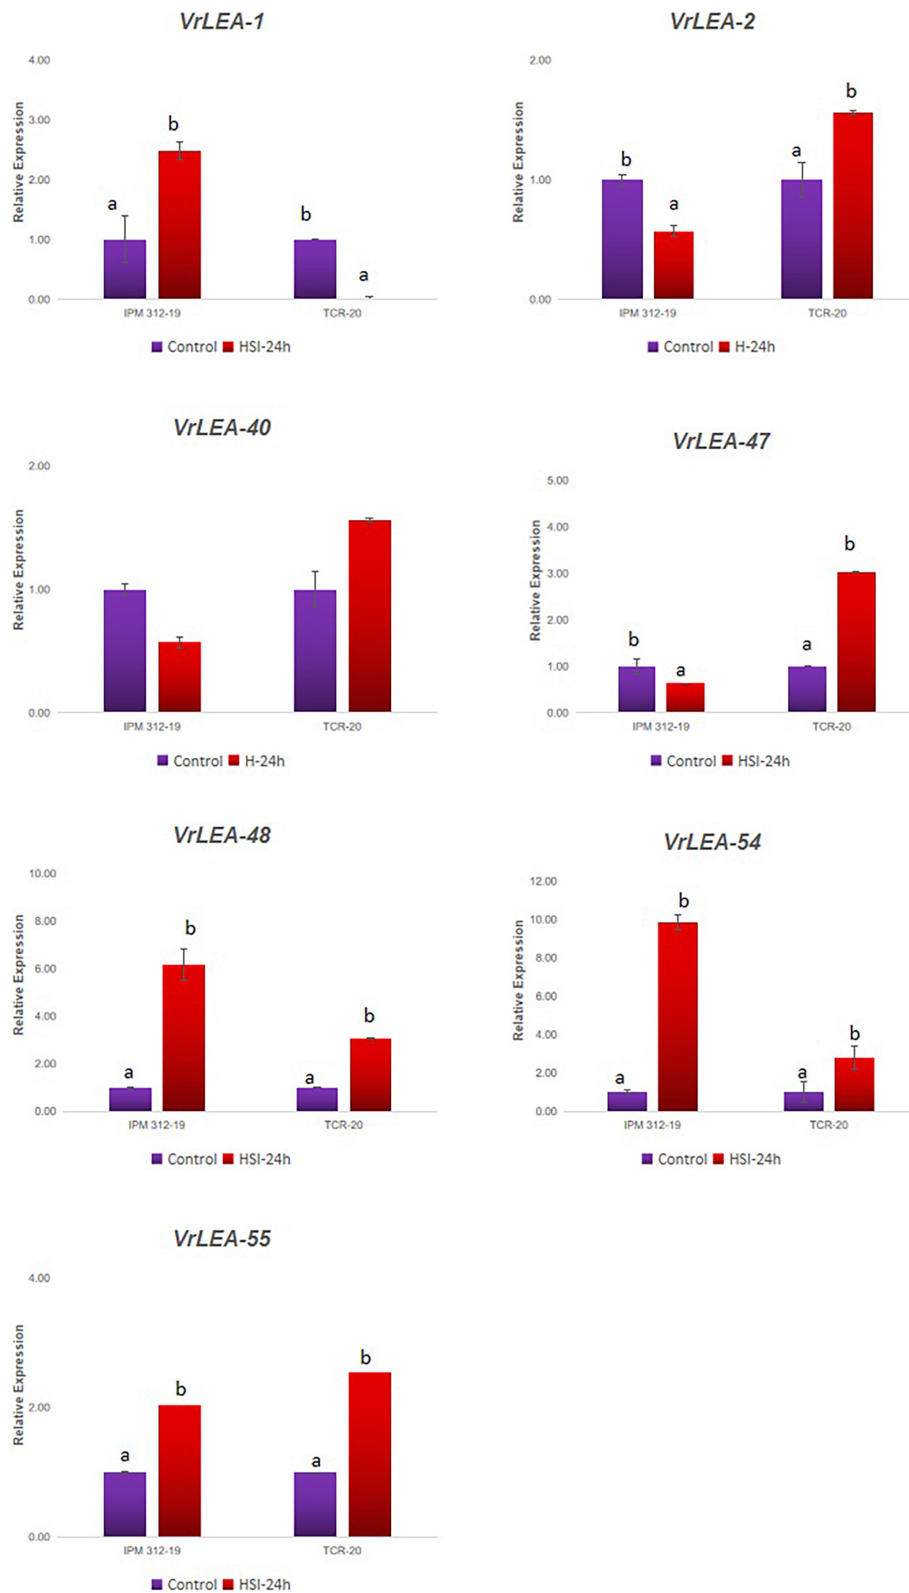 VrLEA-1
4.00
3.00
2.00
1.00
0.00
Relative Expression
a
b
b
a
IPM 312-19
TCR-20
Control HSI-24h
VrLEA-2
2.00
1.00
0.00
Relative Expression
b
a
a
b
IPM 312-19
TCR-20
Control H-24h
VrLEA-40
2.00
1.00
0.00
Relative Expression
IPM 312-19
TCR-20
Control H-24h
VrLEA-47
5.00
4.00
3.00
2.00
1.00
0.00
Relative Expression
b
a
a
b
IPM 312-19
TCR-20
Control HSI-24h
VrLEA-48
10.00
8.00
6.00
4.00
2.00
0.00
Relative Expression
a
b
a
b
IPM 312-19
TCR-20
Control HSI-24h
VrLEA-54
12.00
10.00
8.00
6.00
4.00
2.00
0.00
Relative Expression
a
b
a
b
IPM 312-19
TCR-20
Control HSI-24h
VrLEA-55
4.00
2.00
0.00
Relative Expression
a
b
a
b
IPM 312-19
TCR-20
Control HSI-24h